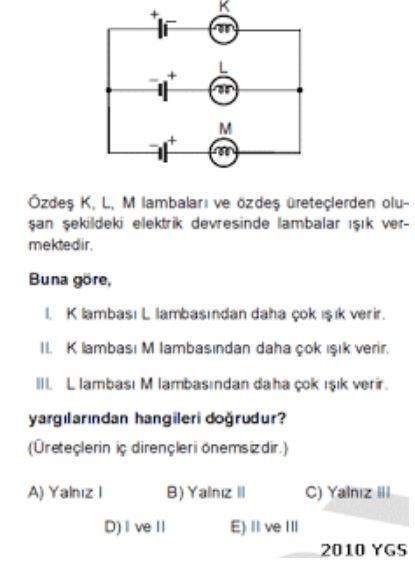 K
+ −
L
− +
M
− +
Özdeş K, L, M lambaları ve özdeş üreteçlerden olu-
şan şekildeki elektrik devresinde lambalar ışık ver-
mektedir.
Buna göre,
I. K lambası L lambasından daha çok ışık verir.
II. K lambası M lambasından daha çok ışık verir.
III. L lambası M lambasından daha çok ışık verir.
yargılarından hangileri doğrudur?
(Üreteçlerin iç dirençleri önemsizdir.)
A) Yalnız I B) Yalnız II C) Yalnız III
D) I ve II E) II ve III
2010 YGS